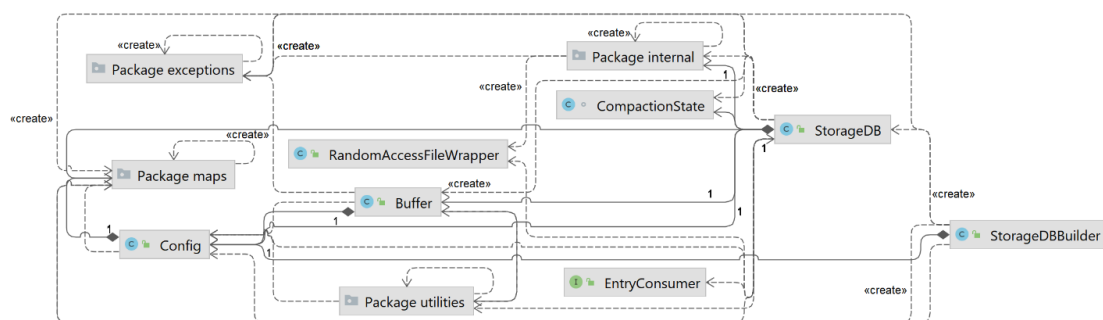 «create»
«create»
«create»
Package internal
Package exceptions
1
«create»
«create»
CompactionState
StorageDB
«create»
«create»
1
RandomAccessFileWrapper
Package maps
«create»
«create»
Buffer
1
1
1
1
StorageDBBuilder
Config
1
«create»
EntryConsumer
«create»
Package utilities